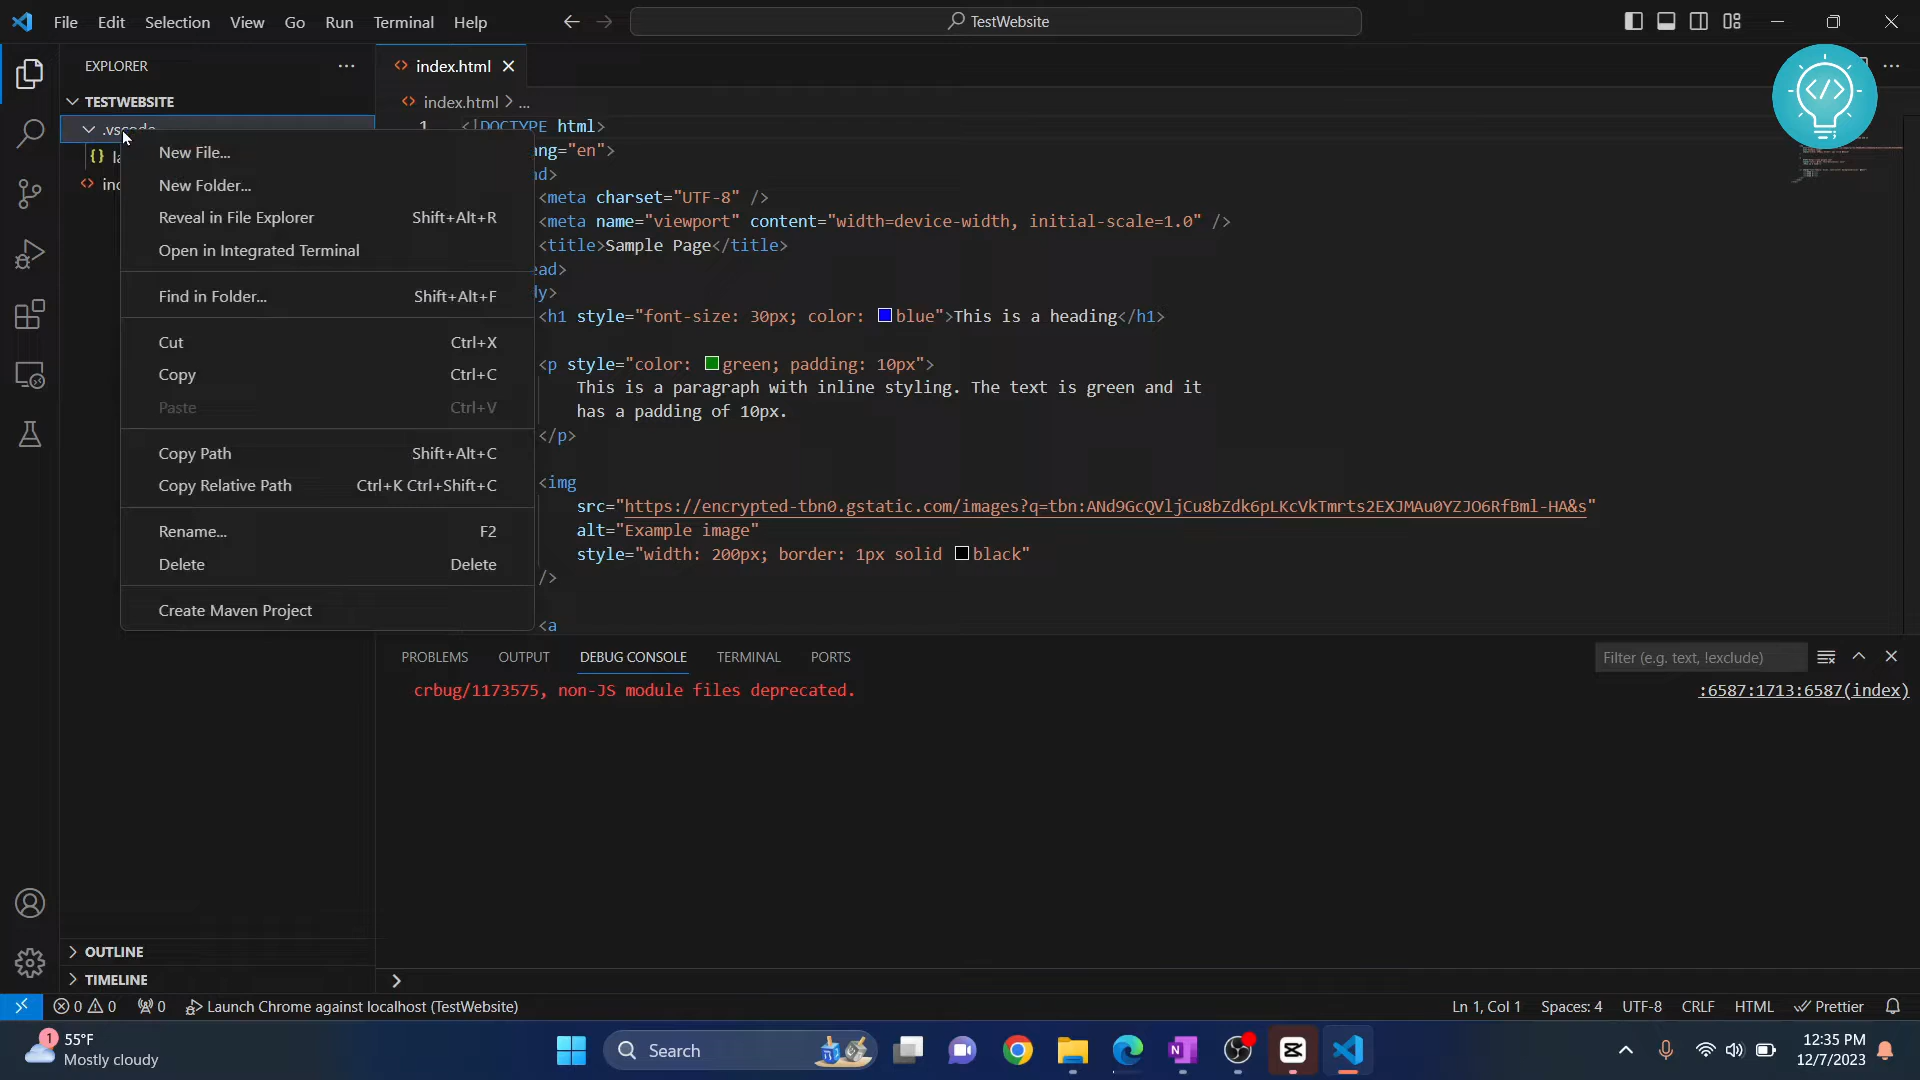 File Edit Selection View Go Run Terminal Help
TestWebsite
EXPLORER
index.html
TESTWEBSITE
index.html > ...
.vscode
1 <!DOCTYPE html>
New File...
ang="en">
New Folder...
ad>
<meta charset="UTF-8" />
Reveal in File Explorer Shift+Alt+R
<meta name="viewport" content="width=device-width, initial-scale=1.0" />
Open in Integrated Terminal
<title>Sample Page</title>
ead>
Find in Folder... Shift+Alt+F
dy>
<h1 style="font-size: 30px; color: blue">This is a heading</h1>
Cut Ctrl+X
Copy Ctrl+C
<p style="color: green; padding: 10px">
Paste Ctrl+V
This is a paragraph with inline styling. The text is green and it
has a padding of 10px.
</p>
Copy Path Shift+Alt+C
Copy Relative Path Ctrl+K Ctrl+Shift+C
<img
src="https://encrypted-tbn0.gstatic.com/images?q=tbn:ANd9GcQVljCu8bZdk6pLKcVkTmrts2EXJMAu0YZJO6RfBml-HA&s"
Rename... F2
alt="Example image"
Delete Delete
style="width: 200px; border: 1px solid black"
/>
Create Maven Project
<a
PROBLEMS OUTPUT DEBUG CONSOLE TERMINAL PORTS
Filter (e.g. text, !exclude)
crbug/1173575, non-JS module files deprecated.
:6587:1713:6587(index)
OUTLINE
TIMELINE
0 0 0 Launch Chrome against localhost (TestWebsite)
Ln 1, Col 1 Spaces: 4 UTF-8 CRLF HTML Prettier
1
55°F
Mostly cloudy
Search
12:35 PM
12/7/2023